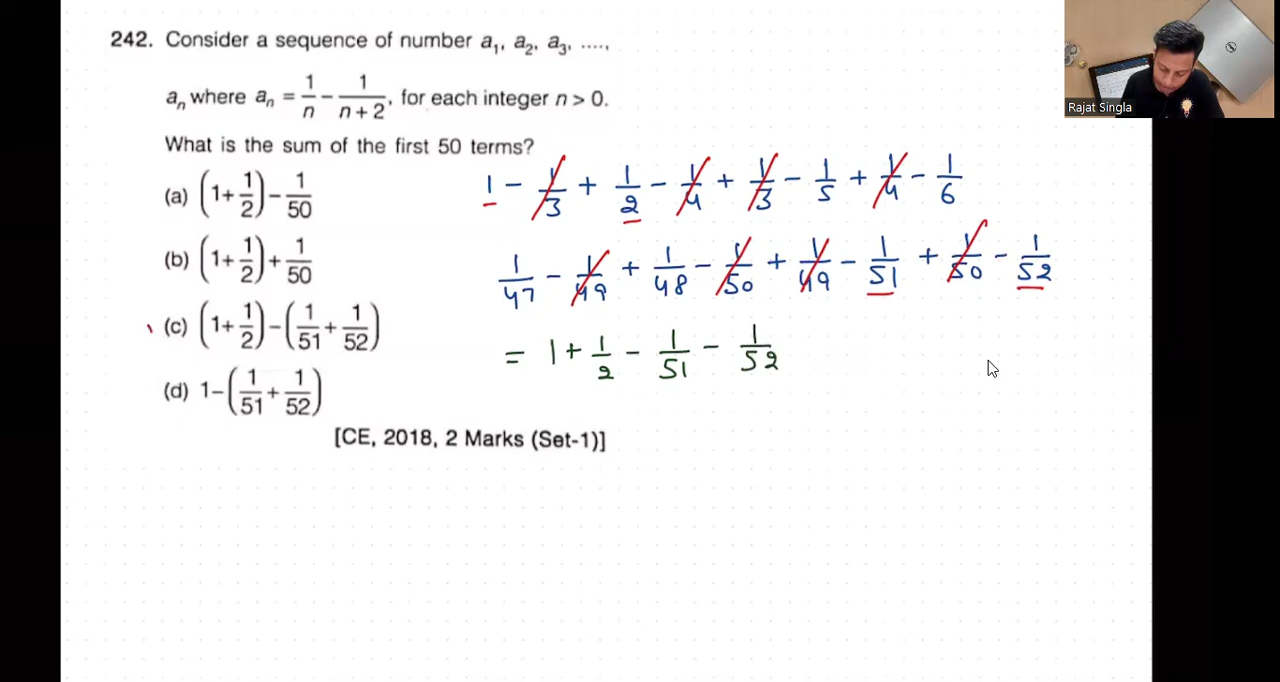 242. Consider a sequence of number a₁, a₂, a₃, ....,
aₙ where aₙ = 1/n − 1/(n+2), for each integer n > 0.
What is the sum of the first 50 terms?
(a) (1+1/2)−1/50
(b) (1+1/2)+1/50
(c) (1+1/2)−(1/51+1/52)
(d) 1−(1/51+1/52)
[CE, 2018, 2 Marks (Set-1)]
1 − 1/3 + 1/2 − 1/4 + 1/3 − 1/5 + 1/4 − 1/6
1/47 − 1/49 + 1/48 − 1/50 + 1/49 − 1/51 + 1/50 − 1/52
= 1 + 1/2 − 1/51 − 1/52
Rajat Singla